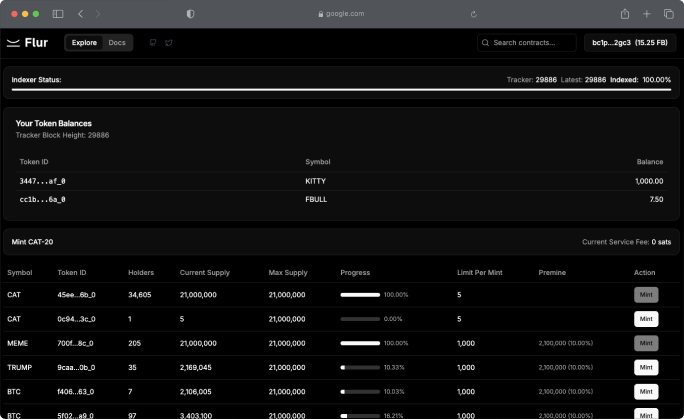 google.com
Flur
Explore Docs
Search contracts...
bc1p...2gc3 (15.25 FB)
Indexer Status:
Tracker: 29886 Latest: 29886 Indexed: 100.00%
Your Token Balances
Tracker Block Height: 29886
Token ID Symbol Balance
3447...af_0 KITTY 1,000.00
cc1b...6a_0 FBULL 7.50
Mint CAT-20 Current Service Fee: 0 sats
Symbol Token ID Holders Current Supply Max Supply Progress Limit Per Mint Premine Action
CAT 45ee...6b_0 34,605 21,000,000 21,000,000 100.00% 5 Mint
CAT 0c94...3c_0 1 5 21,000,000 0.00% 5 Mint
MEME 700f...8c_0 205 21,000,000 21,000,000 100.00% 1,000 2,100,000 (10.00%) Mint
TRUMP 9caa...0b_0 35 2,169,045 21,000,000 10.33% 1,000 2,100,000 (10.00%) Mint
BTC f406...63_0 7 2,106,005 21,000,000 10.03% 1,000 2,100,000 (10.00%) Mint
BTC 5f02...a9_0 97 3,403,100 21,000,000 16.21% 1,000 2,100,000 (10.00%) Mint